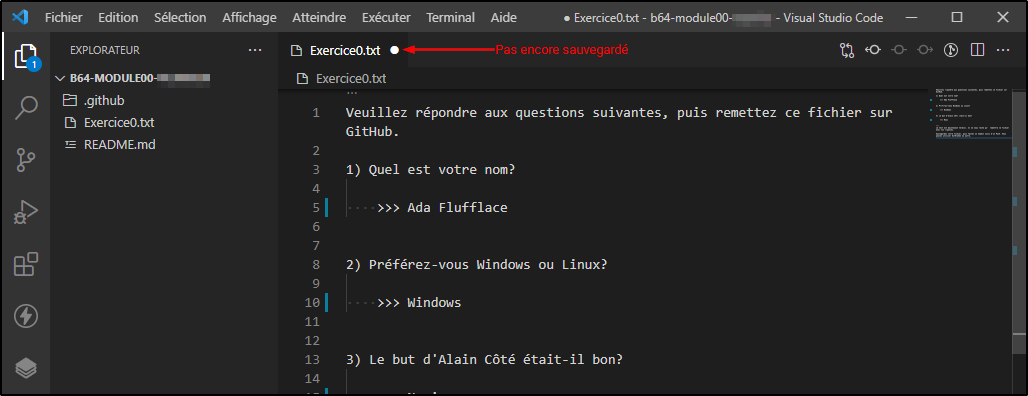 Fichier Edition Sélection Affichage Atteindre Exécuter Terminal Aide ● Exercice0.txt - b64-module00- - Visual Studio Code
EXPLORATEUR ···
Exercice0.txt ● Pas encore sauvegardé
B64-MODULE00-
Exercice0.txt
.github
Exercice0.txt
README.md
1
1 Veuillez répondre aux questions suivantes, puis remettez ce fichier sur
GitHub.
2
3 1) Quel est votre nom?
4
5 ····>>> Ada Flufflace
6
7
8 2) Préférez-vous Windows ou Linux?
9
10 ····>>> Windows
11
12
13 3) Le but d'Alain Côté était-il bon?
14